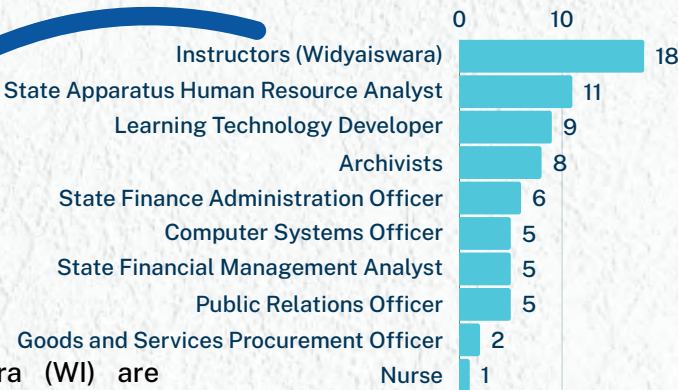 0 10
Instructors (Widyaiswara) 18
State Apparatus Human Resource Analyst 11
Learning Technology Developer 9
Archivists 8
State Finance Administration Officer 6
Computer Systems Officer 5
State Financial Management Analyst 5
Public Relations Officer 5
Goods and Services Procurement Officer 2
Nurse 1
(WI) are